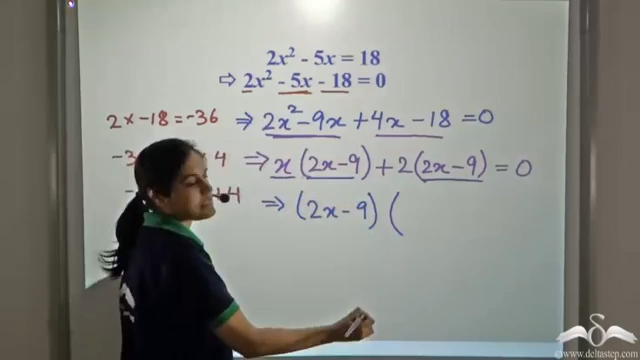 2x² - 5x = 18
⇨ 2x² - 5x - 18 = 0
2 × -18 = -36
⇒ 2x² - 9x + 4x - 18 = 0
4
⇒ x (2x - 9) + 2 (2x - 9) = 0
+4
⇒ (2x - 9) (
© www.deltastep.com